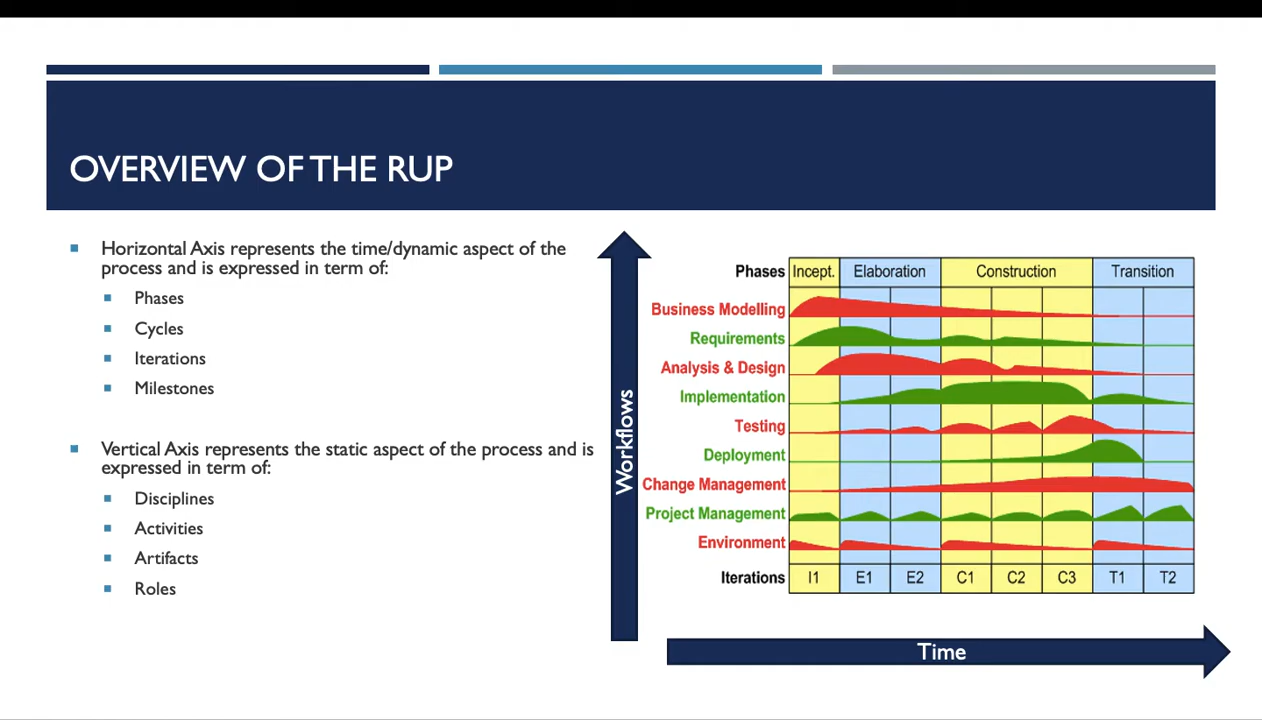 OVERVIEW OF THE RUP
Horizontal Axis represents the time/dynamic aspect of the
process and is expressed in term of:
Phases
Cycles
Iterations
Milestones
Vertical Axis represents the static aspect of the process and is
expressed in term of:
Disciplines
Activities
Artifacts
Roles
Workflows
Phases Incept. Elaboration Construction Transition
Business Modelling
Requirements
Analysis & Design
Implementation
Testing
Deployment
Change Management
Project Management
Environment
Iterations I1 E1 E2 C1 C2 C3 T1 T2
Time